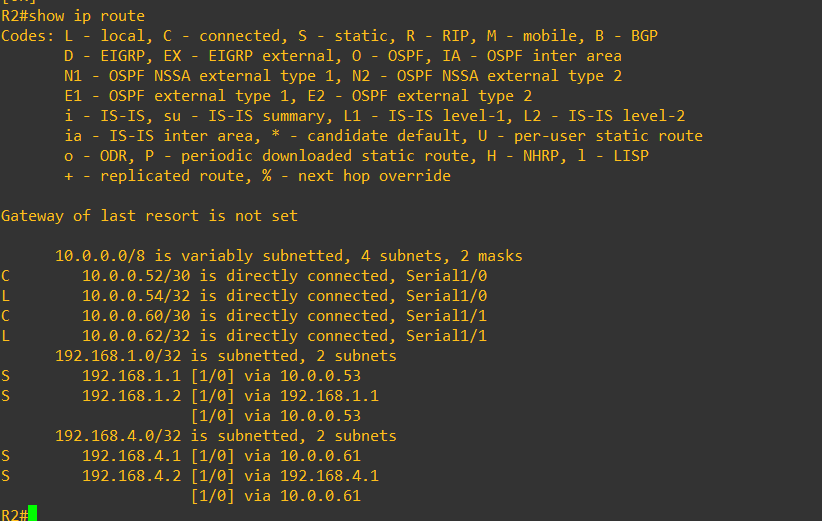 R2#show ip route
Codes: L - local, C - connected, S - static, R - RIP, M - mobile, B - BGP
       D - EIGRP, EX - EIGRP external, O - OSPF, IA - OSPF inter area
       N1 - OSPF NSSA external type 1, N2 - OSPF NSSA external type 2
       E1 - OSPF external type 1, E2 - OSPF external type 2
       i - IS-IS, su - IS-IS summary, L1 - IS-IS level-1, L2 - IS-IS level-2
       ia - IS-IS inter area, * - candidate default, U - per-user static route
       o - ODR, P - periodic downloaded static route, H - NHRP, l - LISP
       + - replicated route, % - next hop override

Gateway of last resort is not set

      10.0.0.0/8 is variably subnetted, 4 subnets, 2 masks
C        10.0.0.52/30 is directly connected, Serial1/0
L        10.0.0.54/32 is directly connected, Serial1/0
C        10.0.0.60/30 is directly connected, Serial1/1
L        10.0.0.62/32 is directly connected, Serial1/1
      192.168.1.0/32 is subnetted, 2 subnets
S        192.168.1.1 [1/0] via 10.0.0.53
S        192.168.1.2 [1/0] via 192.168.1.1
                     [1/0] via 10.0.0.53
      192.168.4.0/32 is subnetted, 2 subnets
S        192.168.4.1 [1/0] via 10.0.0.61
S        192.168.4.2 [1/0] via 192.168.4.1
                     [1/0] via 10.0.0.61
R2#